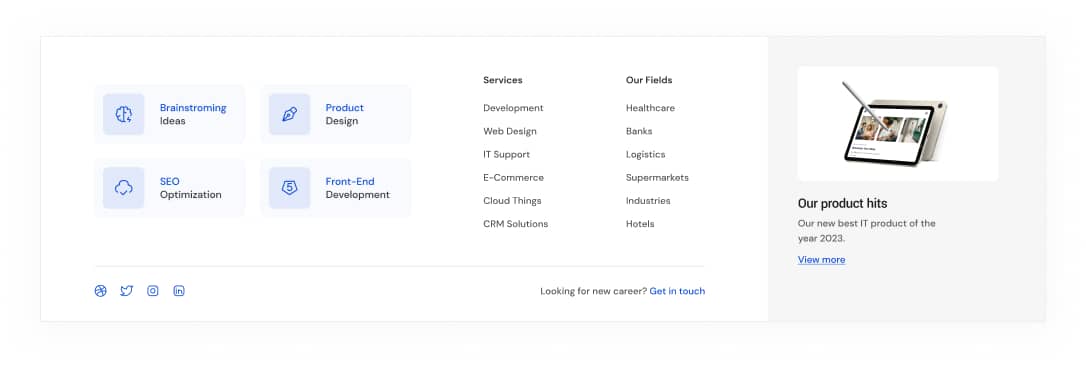 Brainstroming
Ideas
Product
Design
SEO
Optimization
5
Front-End
Development
Services
Development
Web Design
IT Support
E-Commerce
Cloud Things
CRM Solutions
Our Fields
Healthcare
Banks
Logistics
Supermarkets
Industries
Hotels
in
Looking for new career? Get in touch
Our product hits
Our new best IT product of the
year 2023.
View more